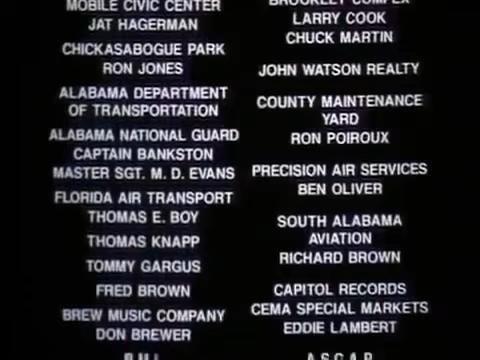 MOBILE CIVIC CENTER
JAT HAGERMAN
CHICKASABOGUE PARK
RON JONES
ALABAMA DEPARTMENT
OF TRANSPORTATION
ALABAMA NATIONAL GUARD
CAPTAIN BANKSTON
MASTER SGT. M. D. EVANS
FLORIDA AIR TRANSPORT
THOMAS E. BOY
THOMAS KNAPP
TOMMY GARGUS
FRED BROWN
BREW MUSIC COMPANY
DON BREWER
BROOKLEY COMPLEX
LARRY COOK
CHUCK MARTIN
JOHN WATSON REALTY
COUNTY MAINTENANCE
YARD
RON POIROUX
PRECISION AIR SERVICES
BEN OLIVER
SOUTH ALABAMA
AVIATION
RICHARD BROWN
CAPITOL RECORDS
CEMA SPECIAL MARKETS
EDDIE LAMBERT
ASCAP